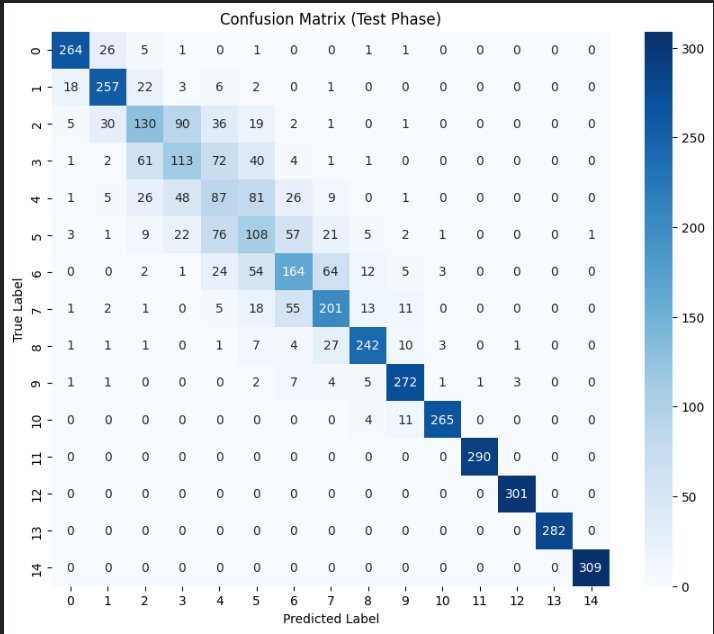 Confusion Matrix (Test Phase)
0 264 26 5 1 0 1 0 0 1 1 0 0 0 0 0
1 18 257 22 3 6 2 0 1 0 0 0 0 0 0 0
2 5 30 130 90 36 19 2 1 0 1 0 0 0 0 0
3 1 2 61 113 72 40 4 1 1 0 0 0 0 0 0
4 1 5 26 48 87 81 26 9 0 1 0 0 0 0 0
5 3 1 9 22 76 108 57 21 5 2 1 0 0 0 1
6 0 0 2 1 24 54 164 64 12 5 3 0 0 0 0
7 1 2 1 0 5 18 55 201 13 11 0 0 0 0 0
8 1 1 1 0 1 7 4 27 242 10 3 0 1 0 0
9 1 1 0 0 0 2 7 4 5 272 1 1 3 0 0
10 0 0 0 0 0 0 0 0 4 11 265 0 0 0 0
11 0 0 0 0 0 0 0 0 0 0 0 290 0 0 0
12 0 0 0 0 0 0 0 0 0 0 0 0 301 0 0
13 0 0 0 0 0 0 0 0 0 0 0 0 0 282 0
14 0 0 0 0 0 0 0 0 0 0 0 0 0 0 309
0 1 2 3 4 5 6 7 8 9 10 11 12 13 14
Predicted Label
True Label
300
250
200
150
100
50
0